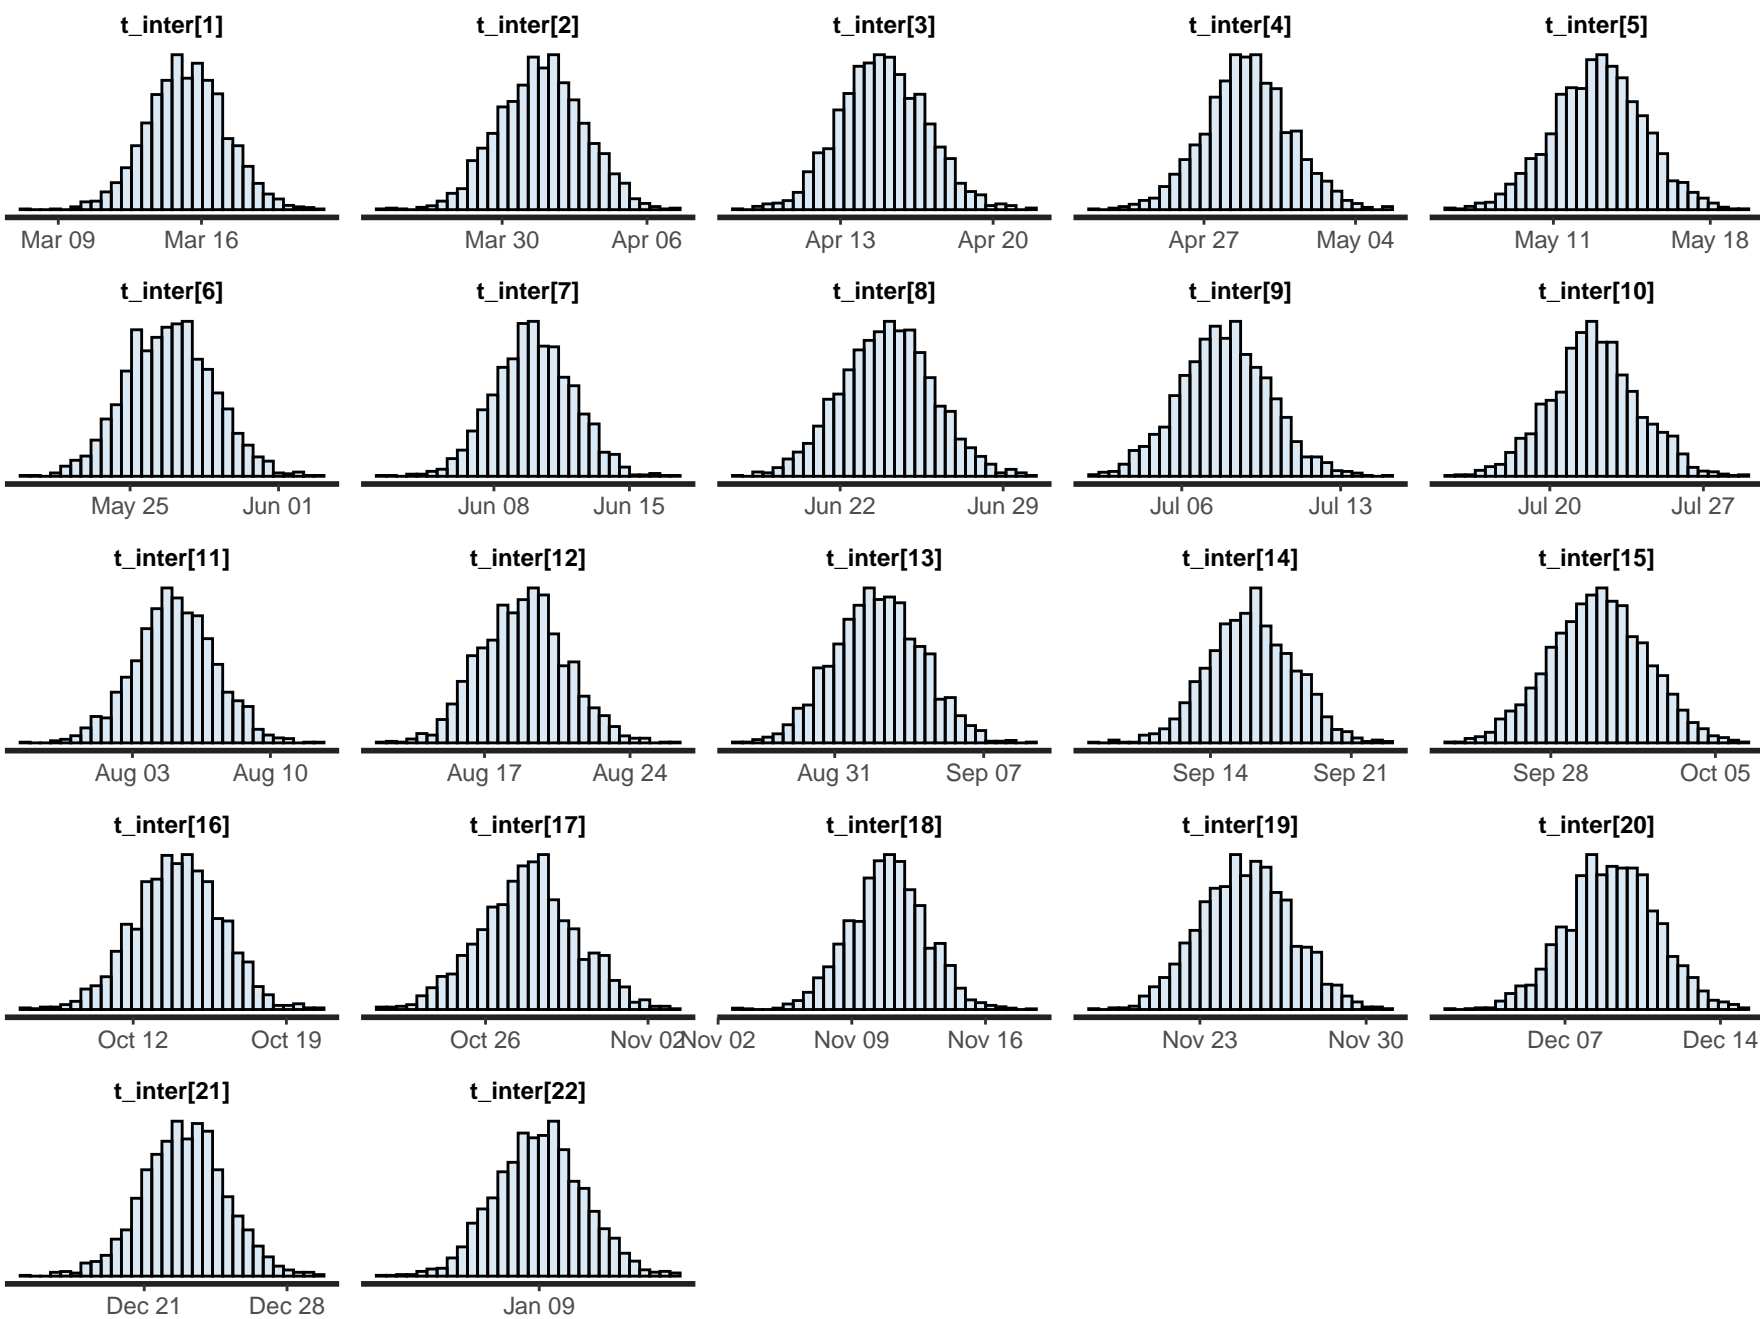 t_inter[1] t_inter[2] t_inter[3] t_inter[4] t_inter[5]
Mar 09 Mar 16 Mar 30 Apr 06 Apr 13 Apr 20 Apr 27 May 04 May 11 May 18
t_inter[6] t_inter[7] t_inter[8] t_inter[9] t_inter[10]
May 25 Jun 01 Jun 08 Jun 15 Jun 22 Jun 29 Jul 06 Jul 13 Jul 20 Jul 27
t_inter[11] t_inter[12] t_inter[13] t_inter[14] t_inter[15]
Aug 03 Aug 10 Aug 17 Aug 24 Aug 31 Sep 07 Sep 14 Sep 21 Sep 28 Oct 05
t_inter[16] t_inter[17] t_inter[18] t_inter[19] t_inter[20]
Oct 12 Oct 19 Oct 26 Nov 02 Nov 02 Nov 09 Nov 16 Nov 23 Nov 30 Dec 07 Dec 14
t_inter[21] t_inter[22]
Dec 21 Dec 28 Jan 09